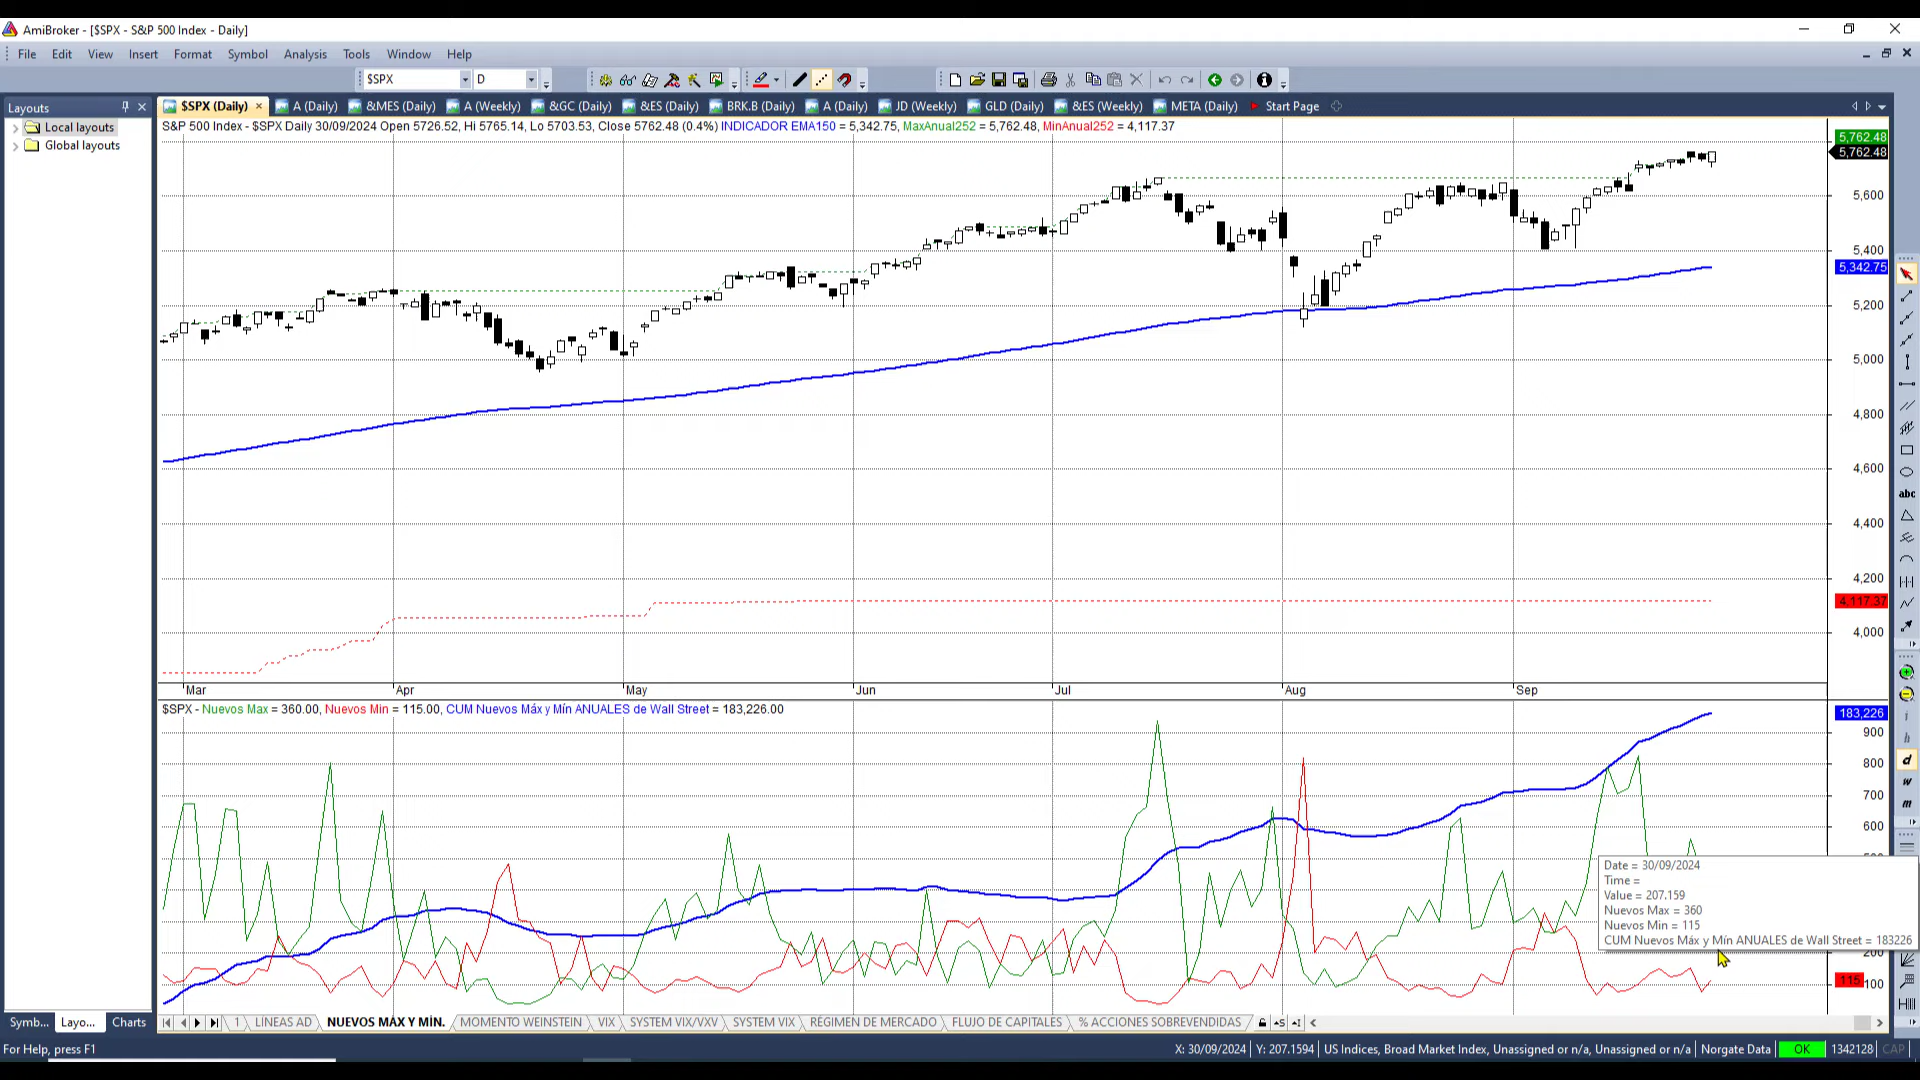 AmiBroker - [$SPX - S&P 500 Index - Daily]
File Edit View Insert Format Symbol Analysis Tools Window Help
$SPX D
Layouts
$SPX (Daily) A (Daily) &MES (Daily) A (Weekly) &GC (Daily) &ES (Daily) BRK.B (Daily) A (Daily) JD (Weekly) GLD (Daily) &ES (Weekly) META (Daily) Start Page
Local layouts
Global layouts
S&P 500 Index - $SPX Daily 30/09/2024 Open 5726.52, Hi 5765.14, Lo 5703.53, Close 5762.48 (0.4%) INDICADOR EMA150 = 5,342.75, MaxAnual252 = 5,762.48, MinAnual252 = 4,117.37
5,762.48
5,762.48
5,600
5,400
5,342.75
5,200
5,000
4,800
4,600
4,400
4,200
4,117.37
4,000
abc
Mar Apr May Jun Jul Aug Sep
$SPX - Nuevos Max = 360.00, Nuevos Min = 115.00, CUM Nuevos Máx y Mín ANUALES de Wall Street = 183,226.00
183,226
900
800
700
600
d
w
m
Date = 30/09/2024
Time =
Value = 207.159
Nuevos Max = 360
Nuevos Min = 115
CUM Nuevos Máx y Mín ANUALES de Wall Street = 183226
200
115
100
Symb... Layo... Charts
1 LÍNEAS AD NUEVOS MÁX Y MÍN. MOMENTO WEINSTEIN VIX SYSTEM VIX/VXV SYSTEM VIX REGIMEN DE MERCADO FLUJO DE CAPITALES % ACCIONES SOBREVENDIDAS
For Help, press F1
X: 30/09/2024 Y: 207.1594 US Indices, Broad Market Index, Unassigned or n/a, Unassigned or n/a Norgate Data OK 1342128 CAP